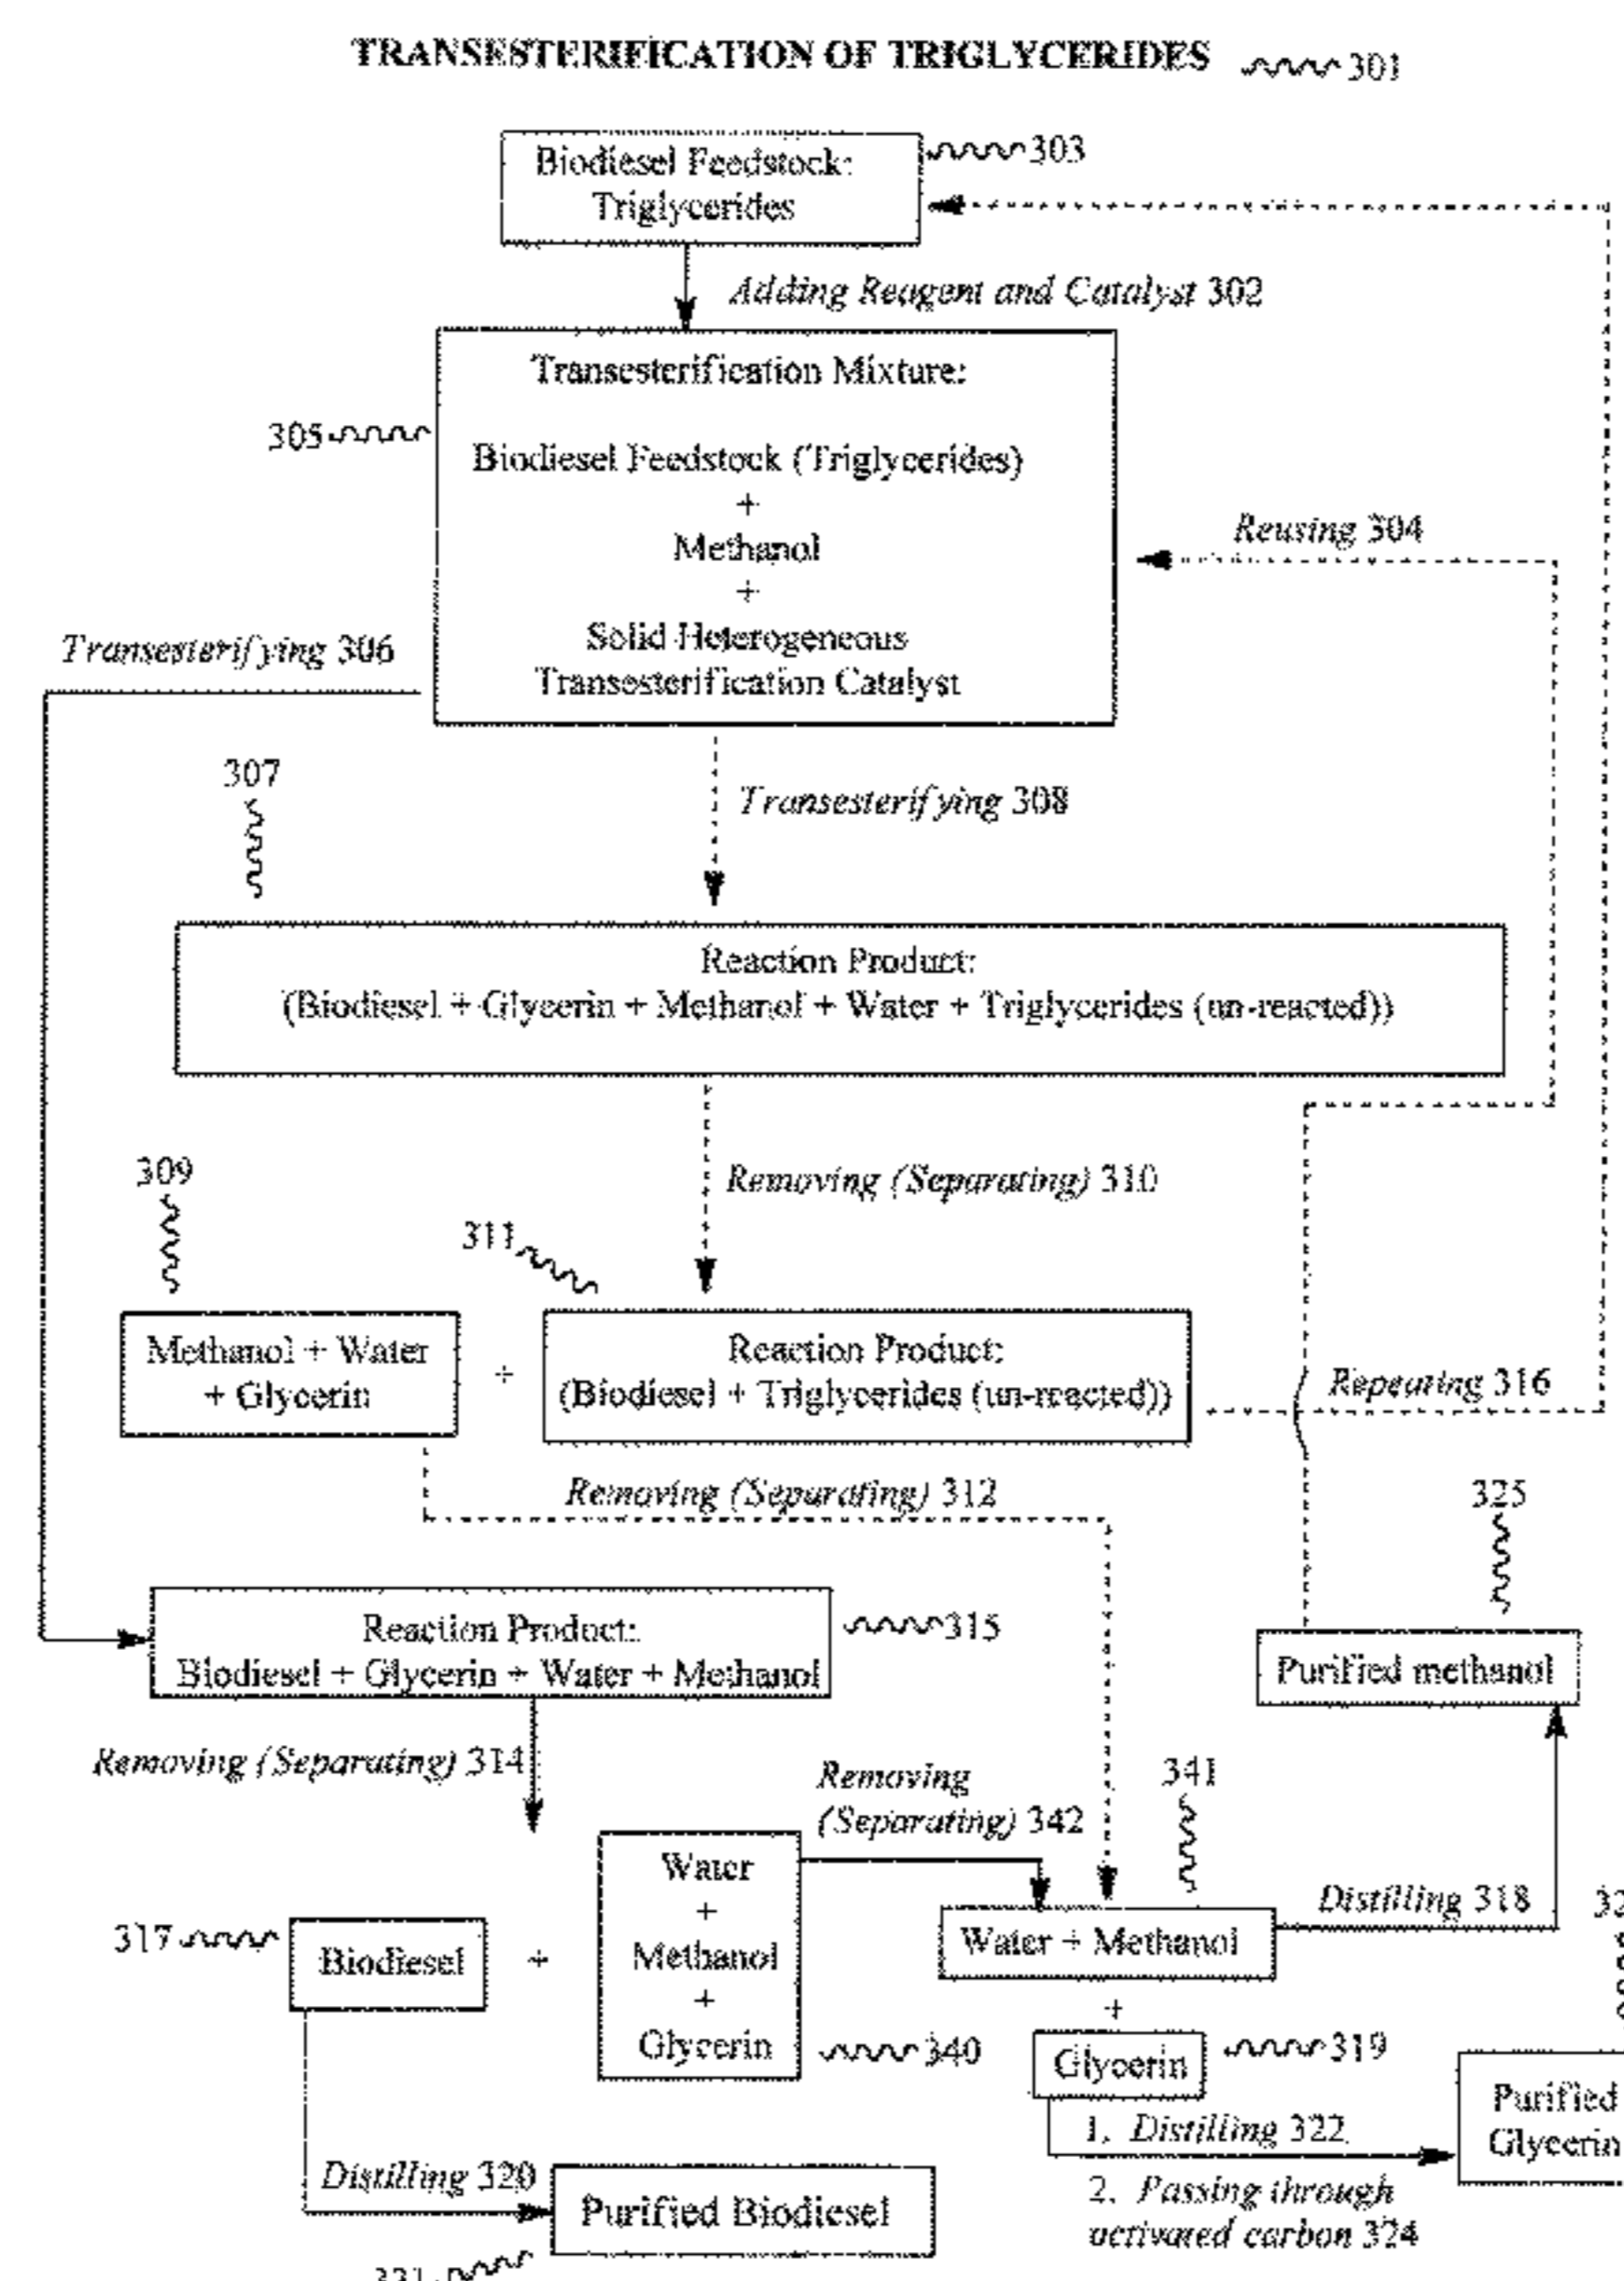 TRANSESTERIFICATION OF TRIGLYCERIDES 301
Biodiesel Feedstock: 303
Triglycerides
Adding Reagent and Catalyst 302
Transesterification Mixture:
305
Biodiesel Feedstock (Triglycerides)
+
Methanol
+
Solid Heterogeneous
Transesterification Catalyst
Reusing 304
Transesterifying 306
307
Transesterifying 308
Reaction Product:
(Biodiesel + Glycerin + Methanol + Water + Triglycerides (un-reacted))
309
Removing (Separating) 310
311
Methanol + Water
+ Glycerin
+
Reaction Product:
(Biodiesel + Triglycerides (un-reacted))
Repeating 316
Removing (Separating) 312
325
Reaction Product: 315
Biodiesel + Glycerin + Water + Methanol
Purified methanol
Removing (Separating) 314
Removing
(Separating) 342
341
Water
+
Methanol
+
Glycerin
340
317
Biodiesel
+
Water + Methanol
Distilling 318
+
Glycerin
319
1. Distilling 322
2. Passing through
activated carbon 324
Purified
Glycerin
Distilling 320
Purified Biodiesel